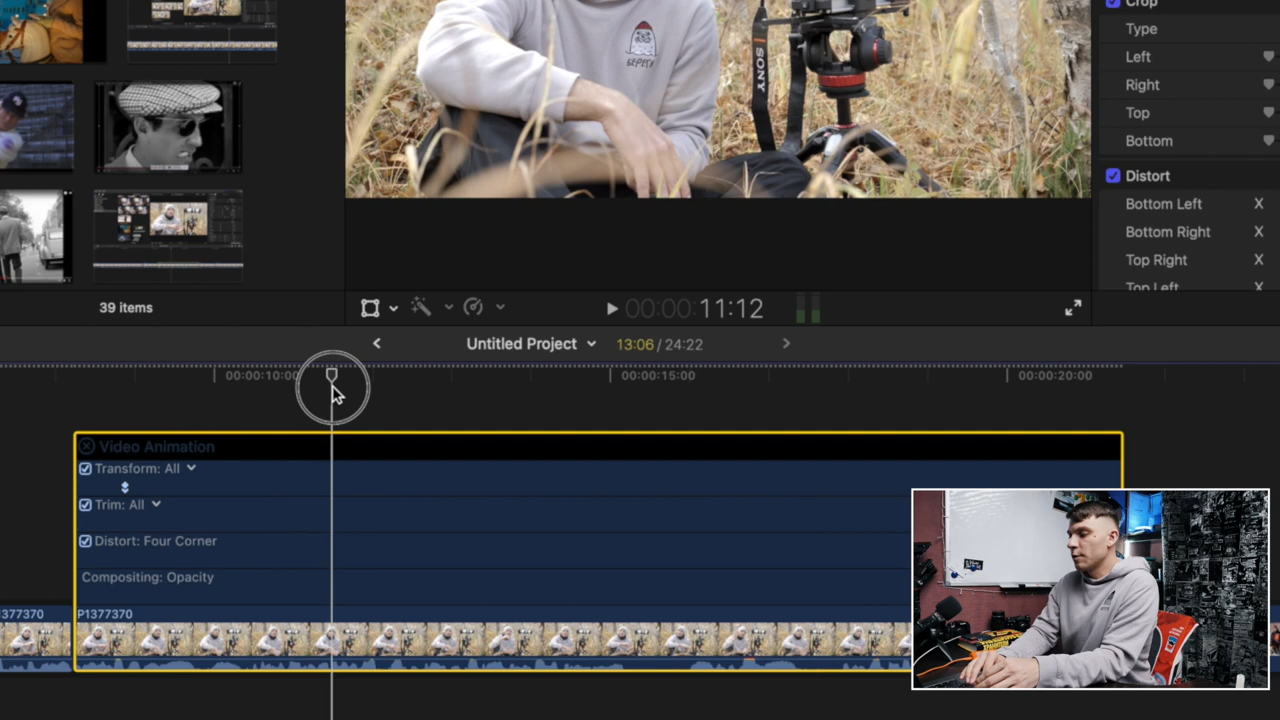 Crop
Type
Left
Right
Top
Bottom
Distort
Bottom Left X
Bottom Right X
Top Right X
Top Left X
SONY
39 items
00:00:11:12
Untitled Project
13:06 / 24:22
00:00:10:00
00:00:15:00
00:00:20:00
Video Animation
Transform: All
Trim: All
Distort: Four Corner
Compositing: Opacity
1377370
P1377370